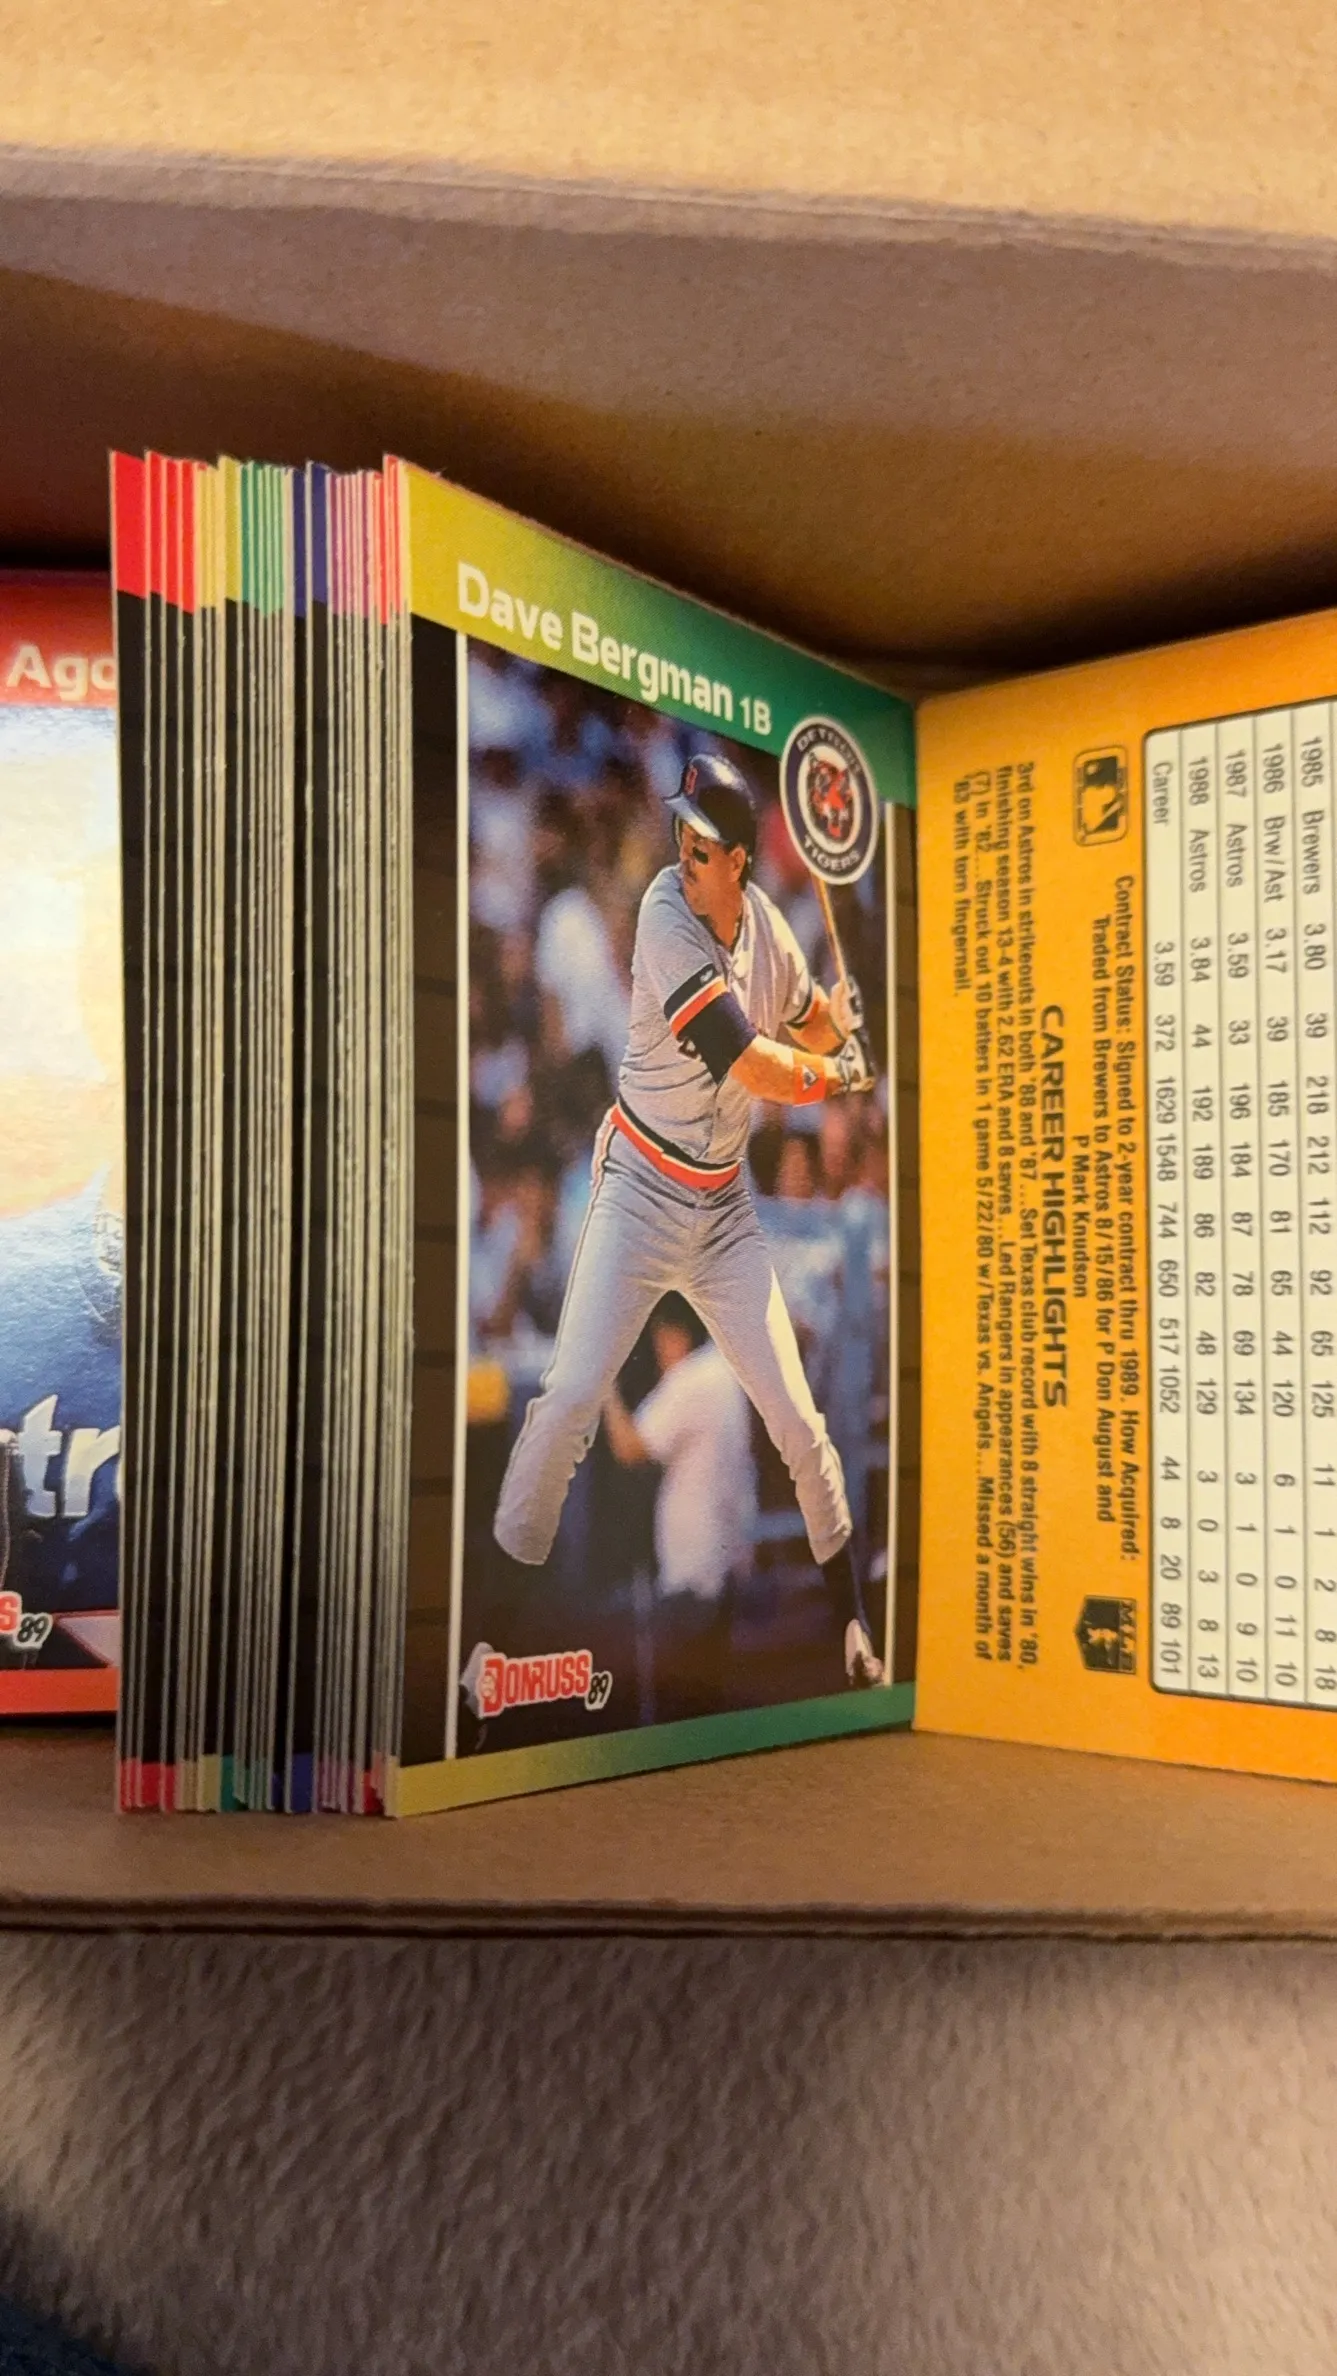 Ago
tr
S 89
Dave Bergman 1B
DETROIT
TIGERS
DONRUSS 89
1985 Brewers 3.80 39 218 212 112 92 65 125 11 1 2 8 18
1986 Brw/Ast 3.17 39 185 170 81 65 44 120 6 1 0 11 10
1987 Astros 3.59 33 196 184 87 78 69 134 3 1 0 9 10
1988 Astros 3.84 44 192 189 86 82 48 129 3 0 3 8 13
Career 3.59 372 1629 1548 744 650 517 1052 44 8 20 89 101
Contract Status: Signed to 2-year contract thru 1989. How Acquired:
Traded from Brewers to Astros 8/15/86 for P Don August and
P Mark Knudson
MLB
CAREER HIGHLIGHTS
3rd on Astros in strikeouts in both '88 and '87...Set Texas club record with 8 straight wins in '80,
finishing season 13-4 with 2.62 ERA and 8 saves...Led Rangers in appearances (56) and saves
(7) in '82...Struck out 10 batters in 1 game 5/22/80 w/Texas vs. Angels...Missed a month of
'83 with torn fingernail.